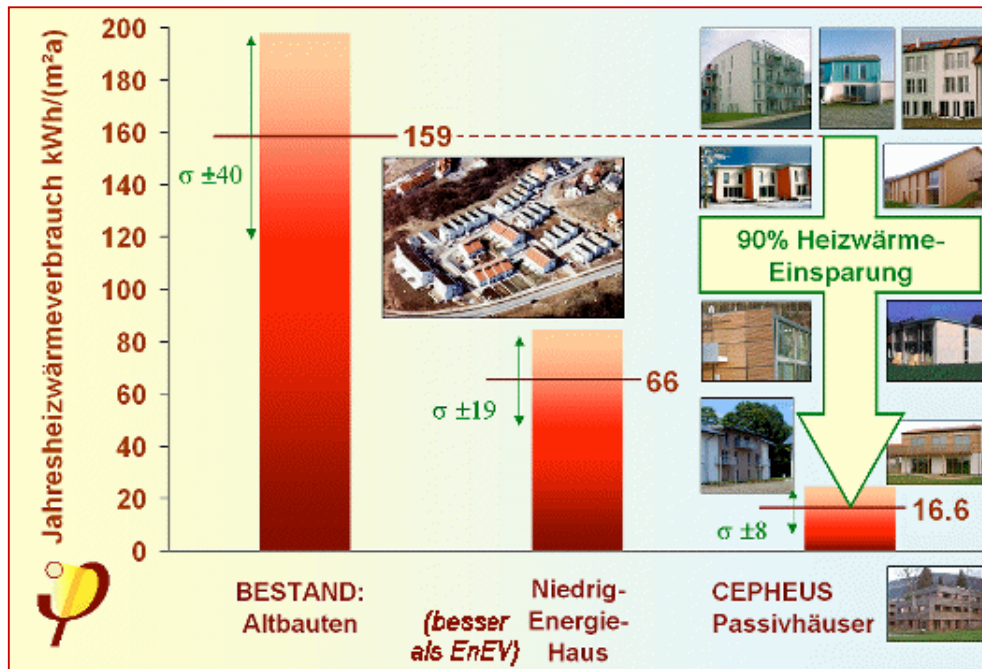 Jahresheizwärmeverbrauch kWh/(m²a)
200
180
160
140
120
100
80
60
40
20
0
σ ±40
159
σ ±19
66
90% Heizwärme-
Einsparung
σ ±8
16.6
BESTAND:
Altbauten
(besser
als EnEV)
Niedrig-
Energie-
Haus
CEPHEUS
Passivhäuser